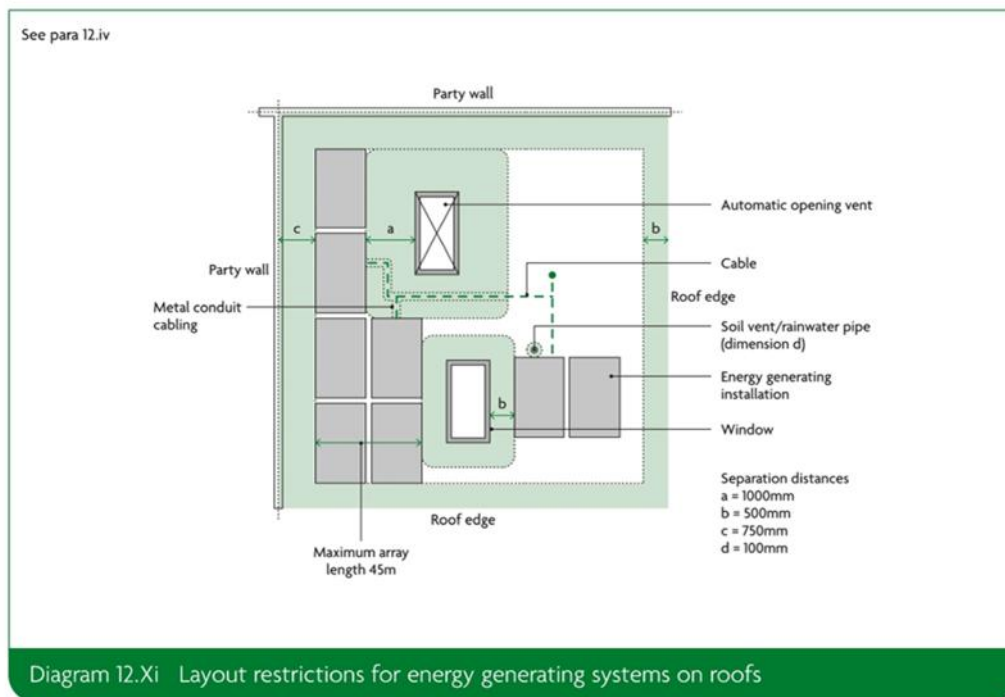 See para 12.iv
Party wall
Automatic opening vent
c
a
b
Party wall
Cable
Roof edge
Metal conduit
cabling
Soil vent/rainwater pipe
(dimension d)
Energy generating
installation
b
Window
Separation distances
a = 1000mm
b = 500mm
c = 750mm
d = 100mm
Roof edge
Maximum array
length 45m
Diagram 12.Xi Layout restrictions for energy generating systems on roofs